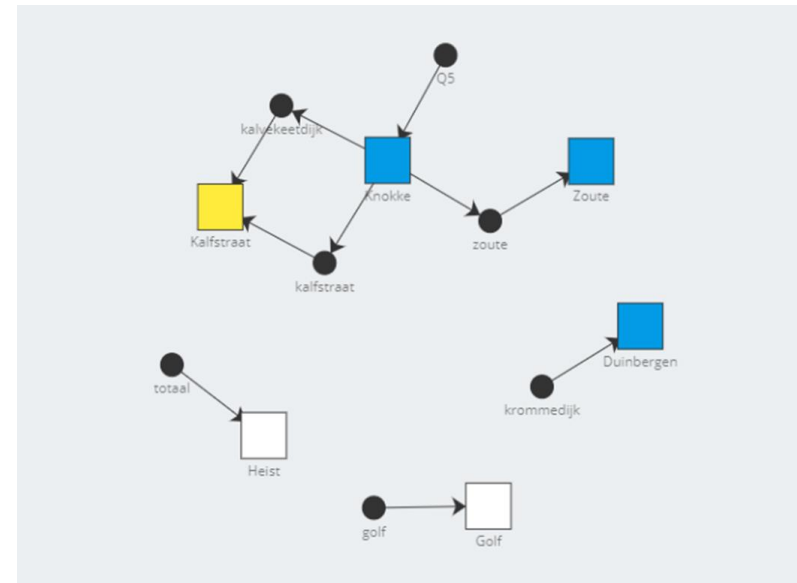 Q5
kalvekeetdijk
Knokke
Zoute
Kalfstraat
zoute
kalfstraat
Duinbergen
totaal
krommedijk
Heist
golf
Golf